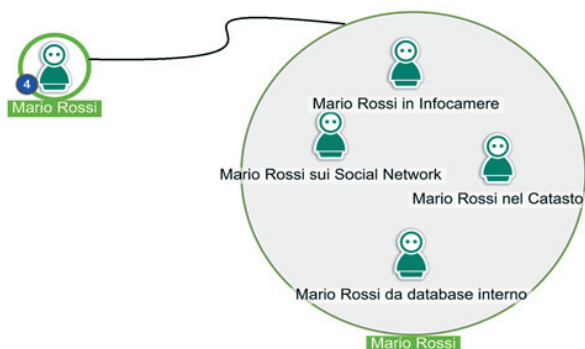 4
Mario Rossi
Mario Rossi in Infocamere
Mario Rossi sui Social Network
Mario Rossi nel Catasto
Mario Rossi da database interno
Mario Rossi